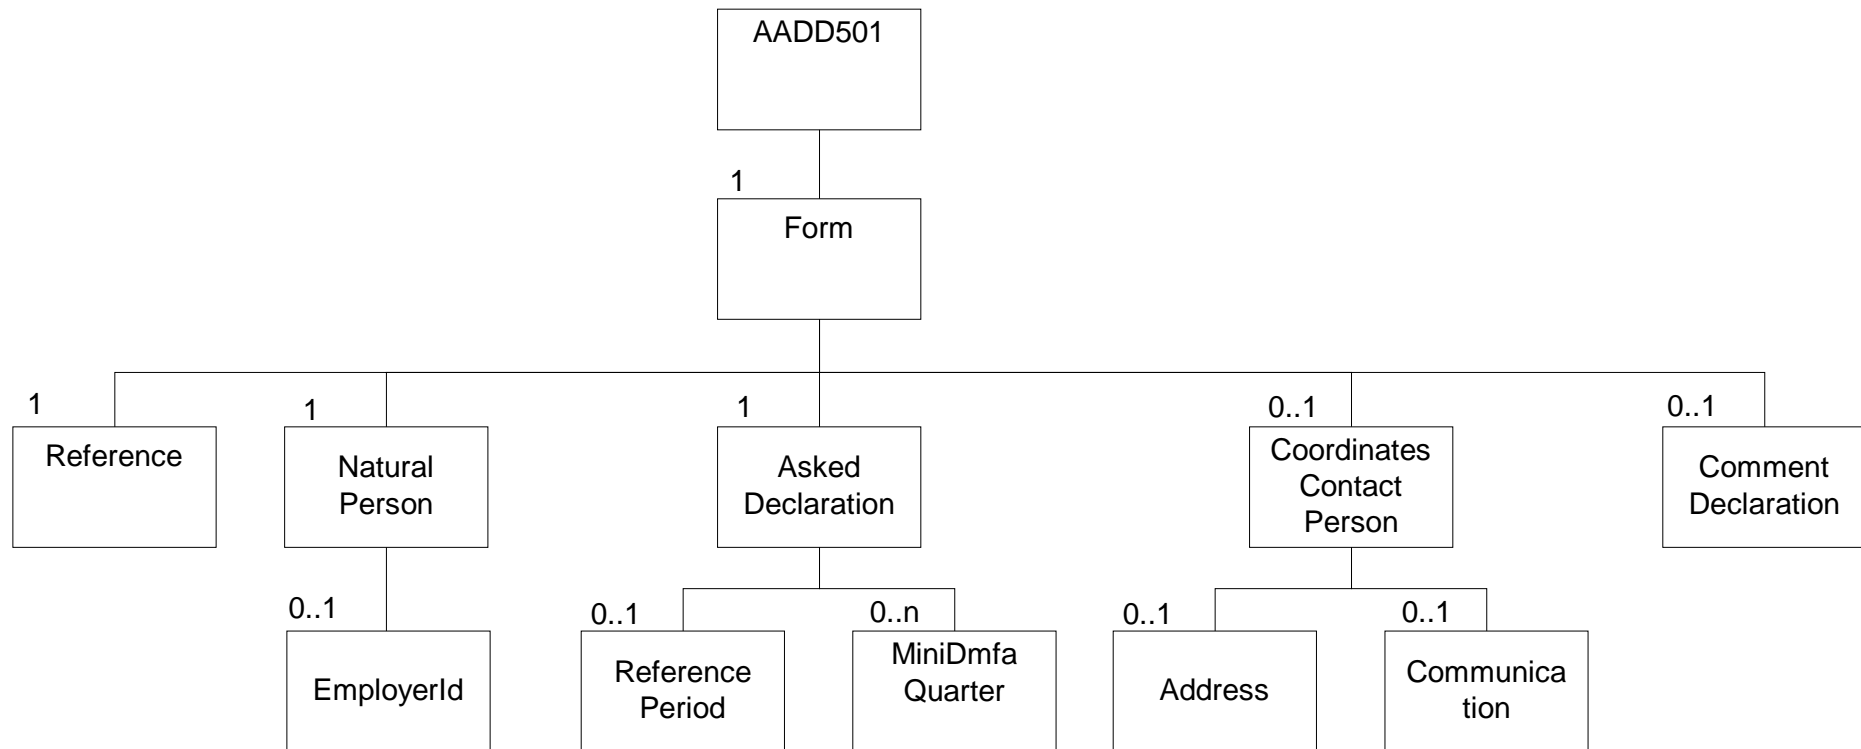 AADD501
1
Form
1
1
1
0..1
0..1
Reference
Natural
Person
Asked
Declaration
Coordinates
Contact
Person
Comment
Declaration
0..1
0..1
0..n
0..1
0..1
EmployerId
Reference
Period
MiniDmfa
Quarter
Address
Communica
tion